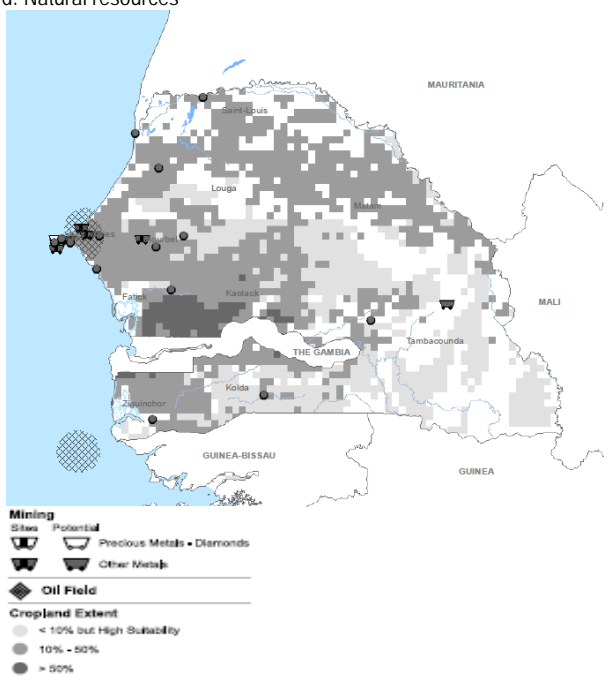 d. Natural resources
MAURITANIA
Saint-Louis
Louga
Matam
Fatick
Kaolack
MALI
Tambacounda
THE GAMBIA
Kolda
Ziguinchor
GUINEA-BISSAU
GUINEA
Mining
Sites Potential
Precious Metals - Diamonds
Other Metals
Oil Field
Cropland Extent
< 10% but High Suitability
10% - 50%
> 50%